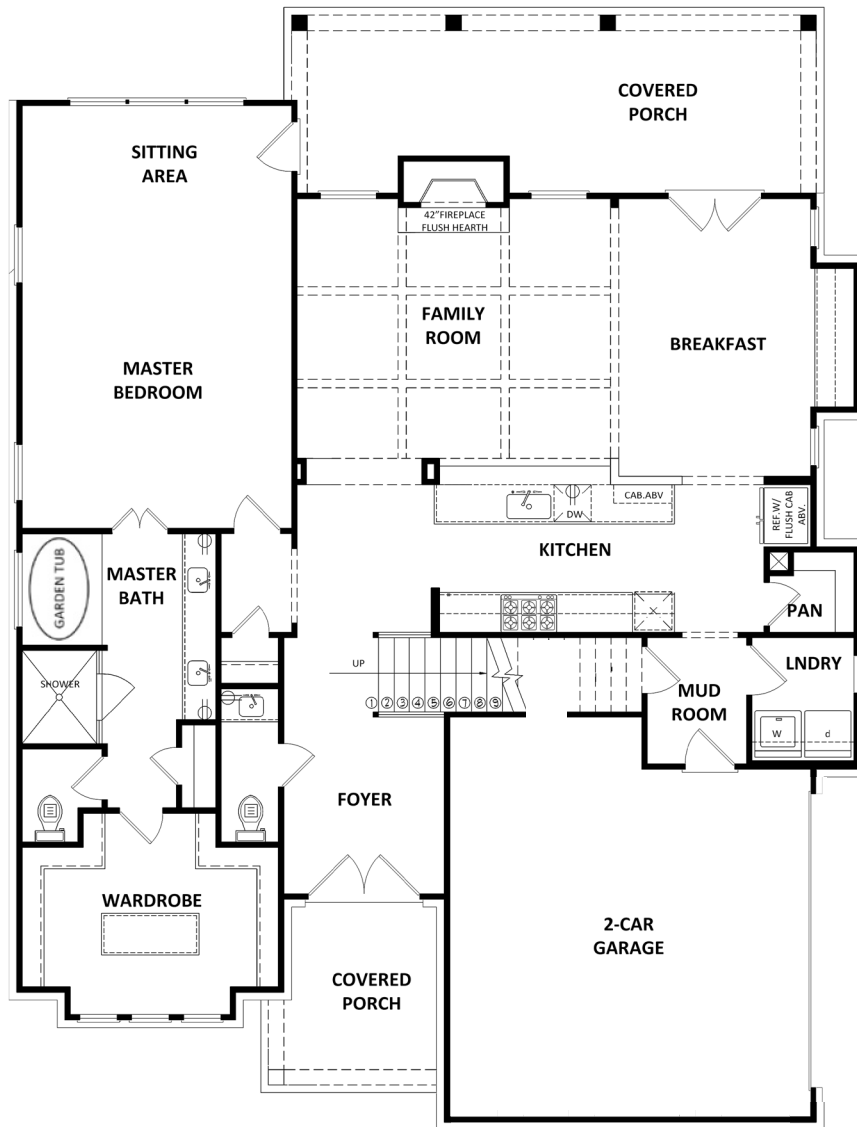 COVERED
PORCH
SITTING
AREA
42"FIREPLACE
FLUSH HEARTH
FAMILY
ROOM
BREAKFAST
MASTER
BEDROOM
CAB.ABV
DW
REF.W/
FLUSH CAB
ABV.
KITCHEN
GARDEN TUB
MASTER
BATH
PAN
UP
LNDRY
SHOWER
MUD
ROOM
1 2 3 4 5 6 7 8 9
W
d
FOYER
WARDROBE
2-CAR
GARAGE
COVERED
PORCH